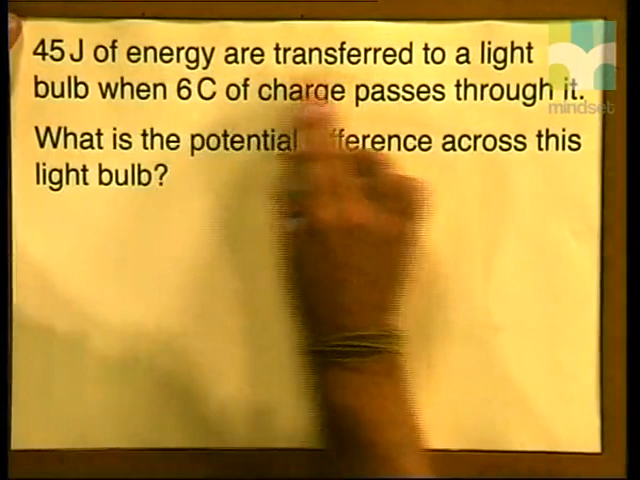 45 J of energy are transferred to a light
bulb when 6 C of charge passes through it.
mindset
What is the potential fference across this
light bulb?